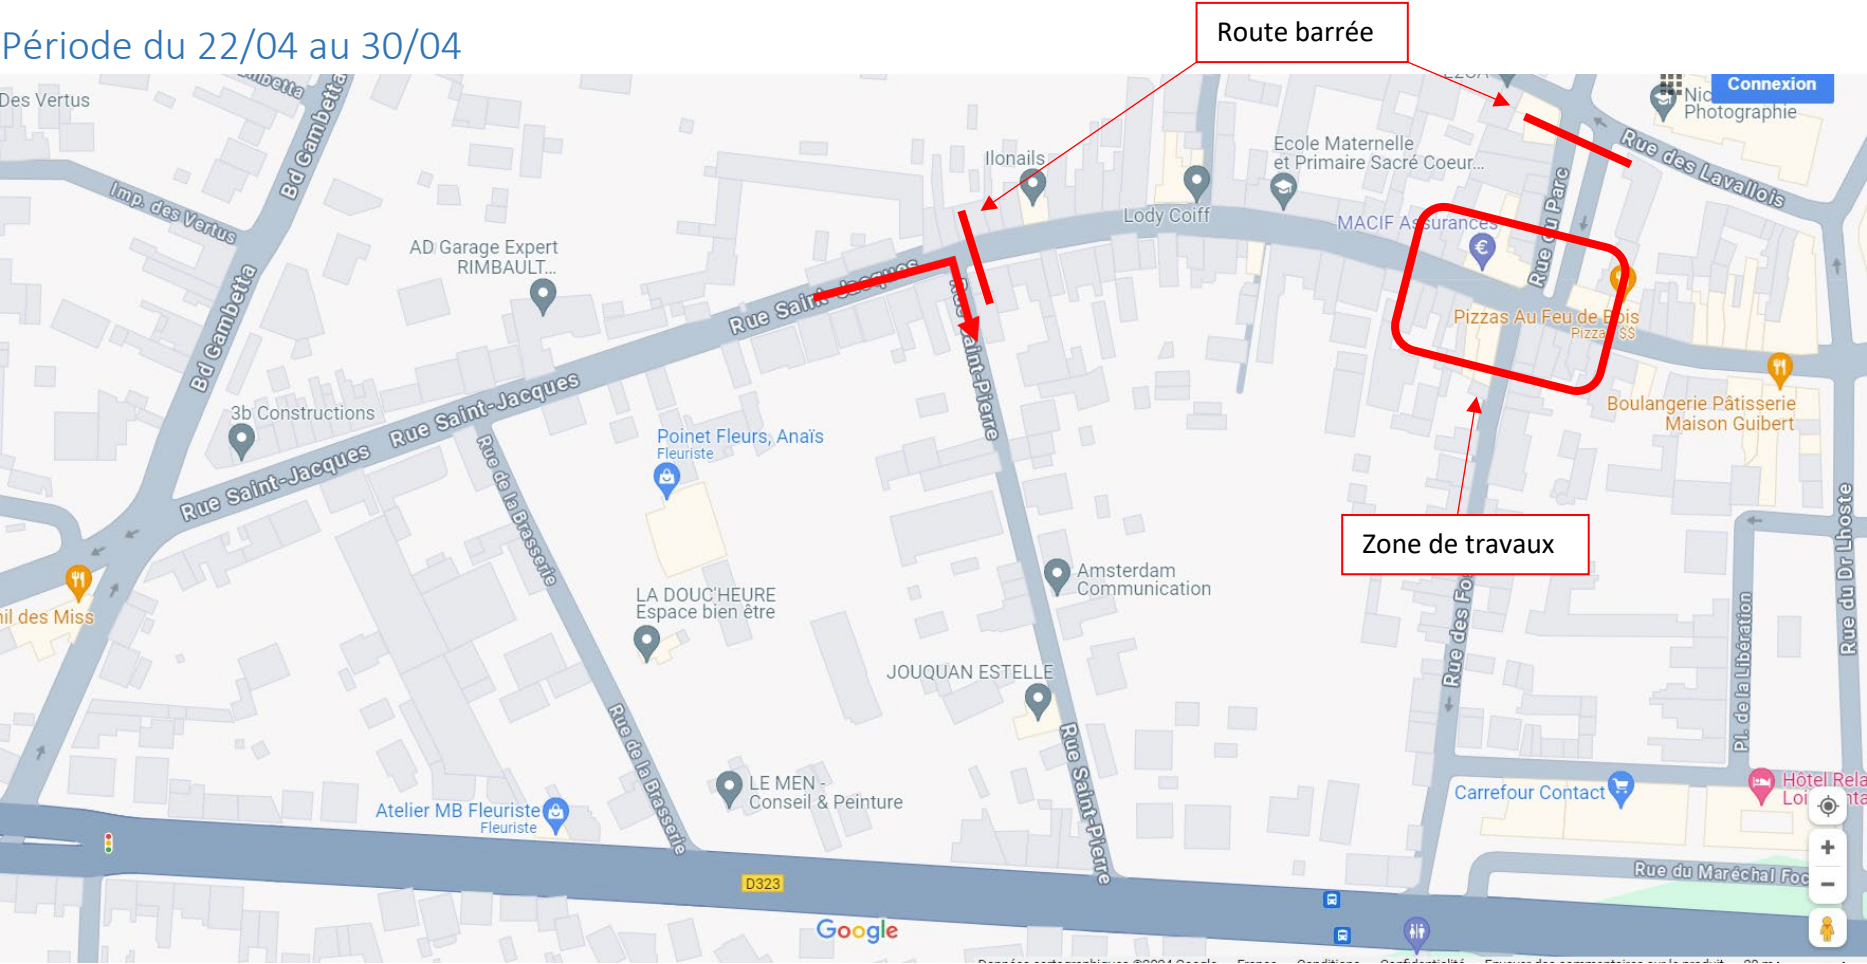 Période du 22/04 au 30/04
Route barrée
Connexion
Des Vertus
Bd Gambetta
Photographie
Rue des Lavallois
Imp. des Vertus
Ilonails
Ecole Maternelle
et Primaire Sacré Coeur...
Rue du Parc
Lody Coiff
MACIF Assurances
AD Garage Expert
RIMBAULT...
Rue Saint-Jacques
Bd Gambetta
Pizzas Au Feu de Bois
Pizza $$
Rue Saint-Pierre
3b Constructions
Rue Saint-Jacques
Rue Saint-Jacques
Poinet Fleurs, Anaïs
Fleuriste
Boulangerie Pâtisserie
Maison Guibert
Rue de la Brasserie
Zone de travaux
Amsterdam
Communication
LA DOUC'HEURE
Espace bien être
Rue du Dr Lhoste
Rue des Fo
Pl. de la Libération
JOUQUAN ESTELLE
Rue de la Brasserie
Rue Saint-Pierre
LE MEN -
Conseil & Peinture
Atelier MB Fleuriste
Fleuriste
Carrefour Contact
Hôtel Rela
Rue du Maréchal Foc
D323
Google